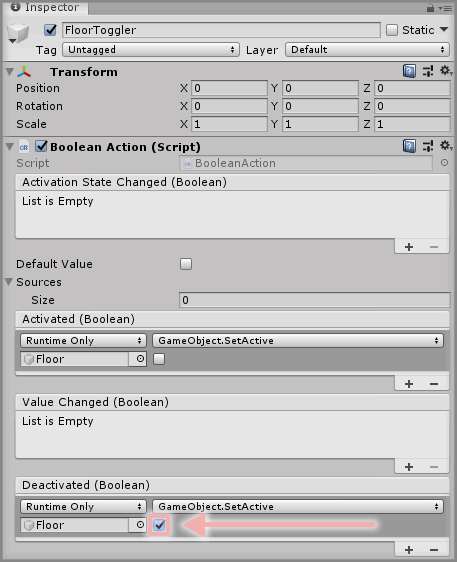 Inspector
FloorToggler Static
Tag Untagged Layer Default
Transform
Position X 0 Y 0 Z 0
Rotation X 0 Y 0 Z 0
Scale X 1 Y 1 Z 1
Boolean Action (Script)
Script BooleanAction
Activation State Changed (Boolean)
List is Empty
+ −
Default Value
Sources
Size 0
Activated (Boolean)
Runtime Only GameObject.SetActive
Floor
+ −
Value Changed (Boolean)
List is Empty
+ −
Deactivated (Boolean)
Runtime Only GameObject.SetActive
Floor
+ −